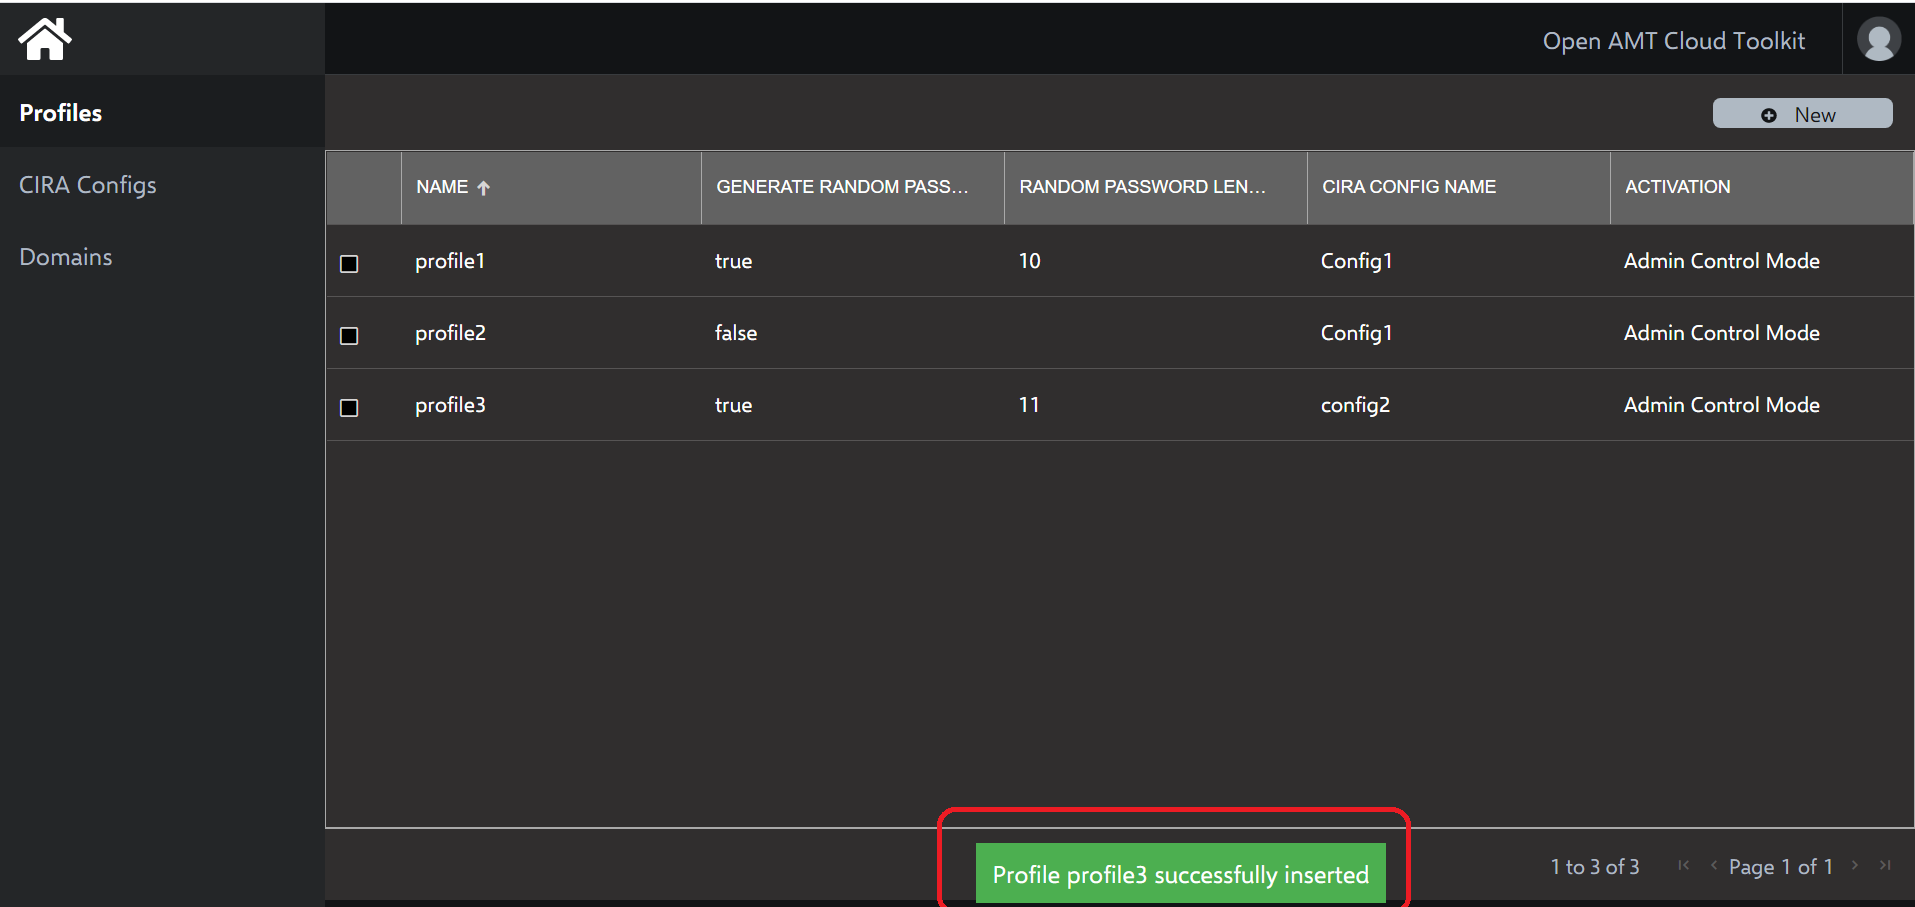 Open AMT Cloud Toolkit
Profiles
CIRA Configs
Domains
New
NAME GENERATE RANDOM PASS... RANDOM PASSWORD LEN... CIRA CONFIG NAME ACTIVATION
profile1 true 10 Config1 Admin Control Mode
profile2 false Config1 Admin Control Mode
profile3 true 11 config2 Admin Control Mode
Profile profile3 successfully inserted
1 to 3 of 3 Page 1 of 1